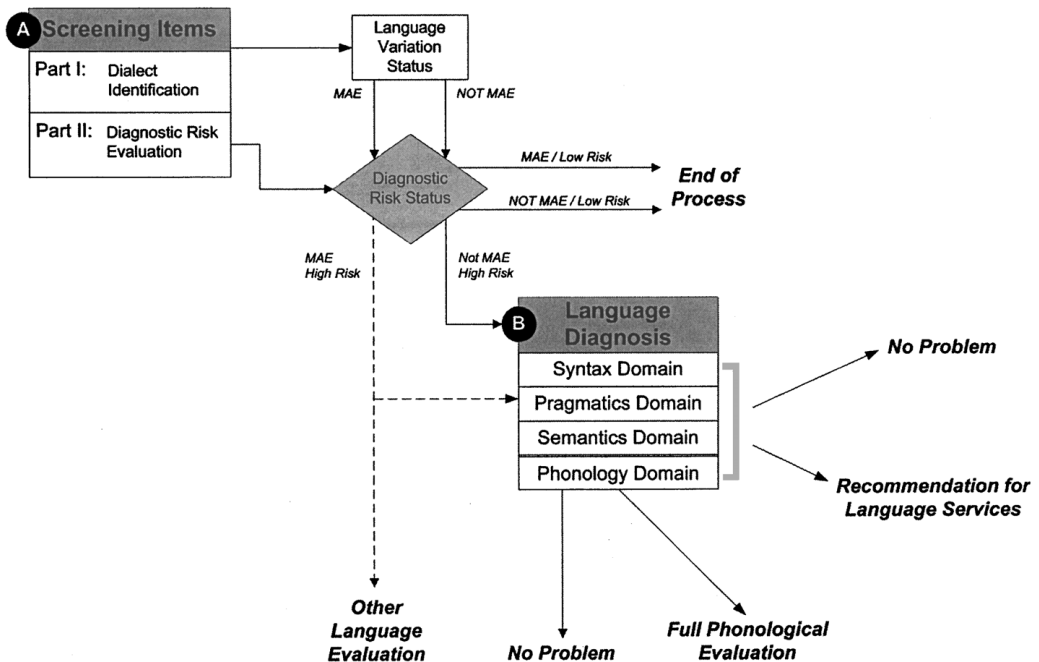 A
Screening Items
Part I: Dialect
Identification
Part II: Diagnostic Risk
Evaluation
Language
Variation
Status
MAE
NOT MAE
Diagnostic
Risk Status
MAE / Low Risk
NOT MAE / Low Risk
End of
Process
MAE
High Risk
Not MAE
High Risk
B
Language
Diagnosis
Syntax Domain
Pragmatics Domain
Semantics Domain
Phonology Domain
No Problem
Recommendation for
Language Services
Other
Language
Evaluation
No Problem
Full Phonological
Evaluation